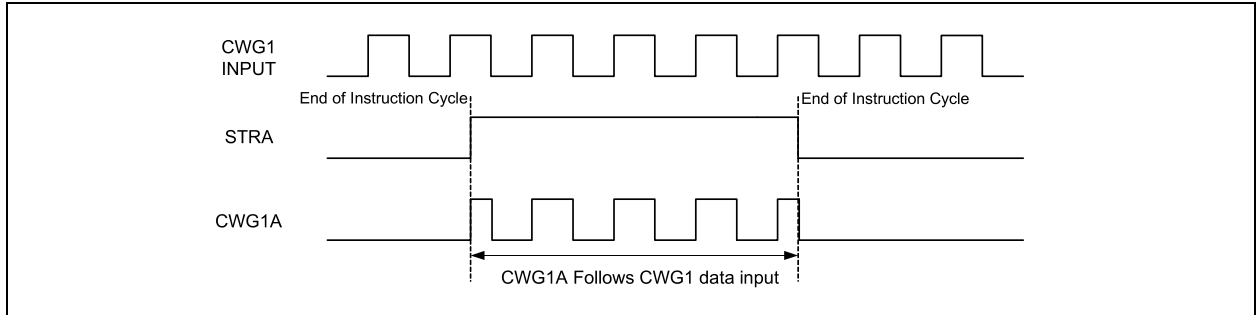 CWG1
INPUT
End of Instruction Cycle
End of Instruction Cycle
STRA
CWG1A
CWG1A Follows CWG1 data input